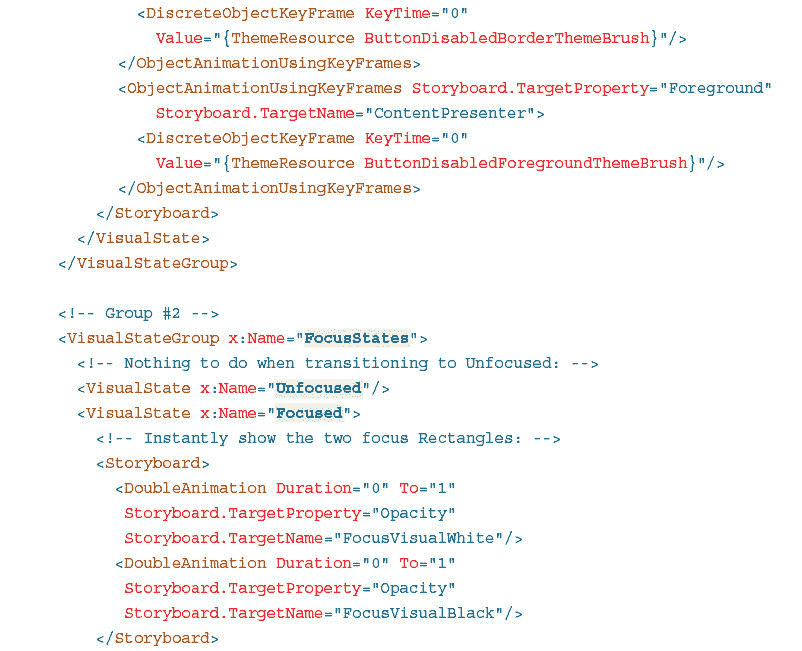 <DiscreteObjectKeyFrame KeyTime="0"
Value="{ThemeResource ButtonDisabledBorderThemeBrush}"/>
</ObjectAnimationUsingKeyFrames>
<ObjectAnimationUsingKeyFrames Storyboard.TargetProperty="Foreground"
Storyboard.TargetName="ContentPresenter">
<DiscreteObjectKeyFrame KeyTime="0"
Value="{ThemeResource ButtonDisabledForegroundThemeBrush}"/>
</ObjectAnimationUsingKeyFrames>
</Storyboard>
</VisualState>
</VisualStateGroup>
<!-- Group #2 -->
<VisualStateGroup x:Name="FocusStates">
<!-- Nothing to do when transitioning to Unfocused: -->
<VisualState x:Name="Unfocused"/>
<VisualState x:Name="Focused">
<!-- Instantly show the two focus Rectangles: -->
<Storyboard>
<DoubleAnimation Duration="0" To="1"
Storyboard.TargetProperty="Opacity"
Storyboard.TargetName="FocusVisualWhite"/>
<DoubleAnimation Duration="0" To="1"
Storyboard.TargetProperty="Opacity"
Storyboard.TargetName="FocusVisualBlack"/>
</Storyboard>